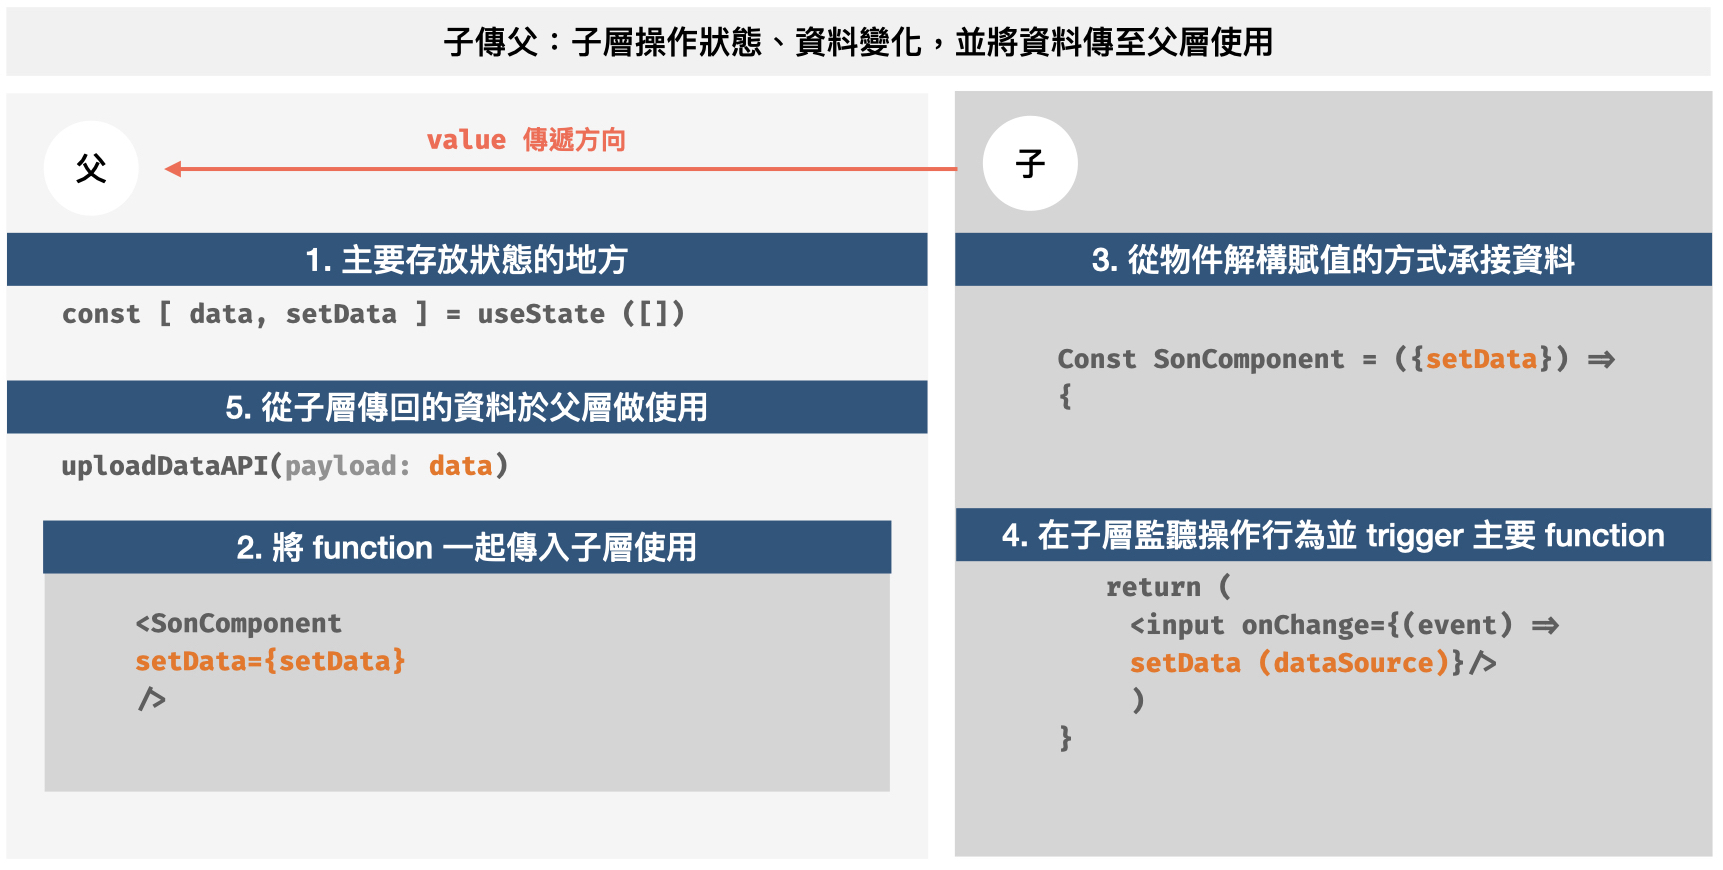 子傳父：子層操作狀態、資料變化，並將資料傳至父層使用
父
value 傳遞方向
子
1. 主要存放狀態的地方
const [ data, setData ] = useState ([])
5. 從子層傳回的資料於父層做使用
uploadDataAPI(payload: data)
2. 將 function 一起傳入子層使用
<SonComponent
setData={setData}
/>
3. 從物件解構賦值的方式承接資料
Const SonComponent = ({setData}) =>
{
4. 在子層監聽操作行為並 trigger 主要 function
return (
<input onChange={(event) =>
setData (dataSource)}/>
)
}